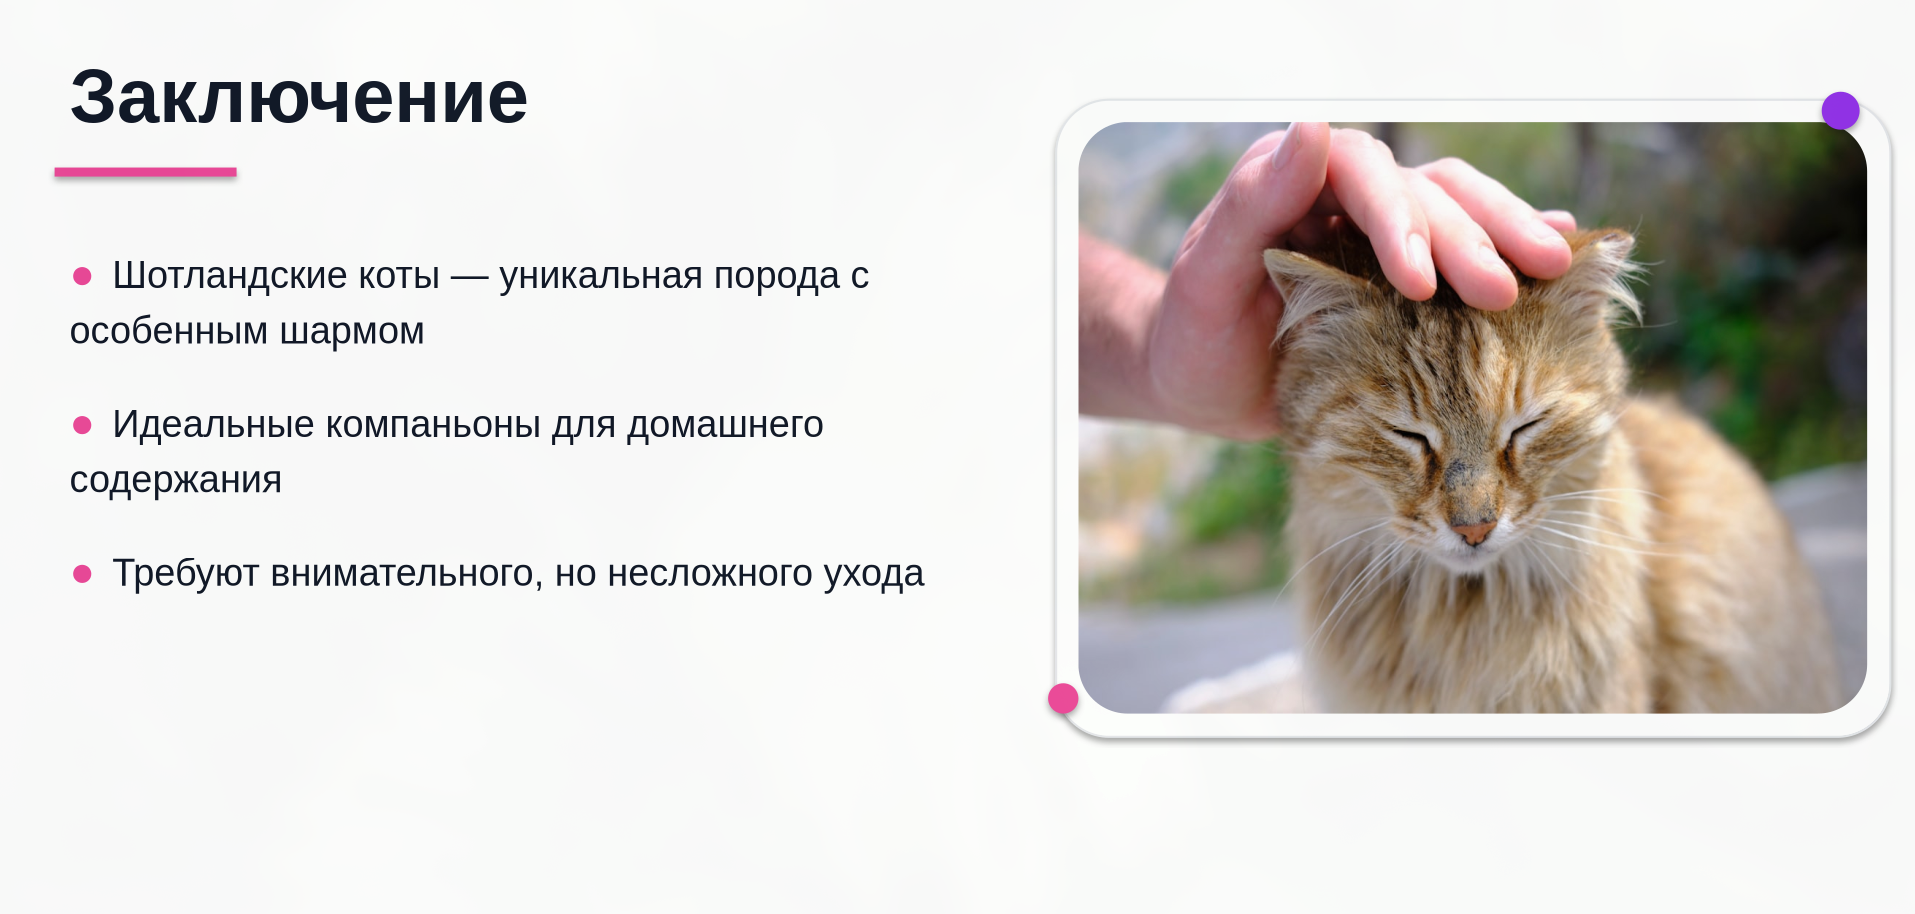 Заключение
● Шотландские коты — уникальная порода с
особенным шармом
● Идеальные компаньоны для домашнего
содержания
● Требуют внимательного, но несложного ухода